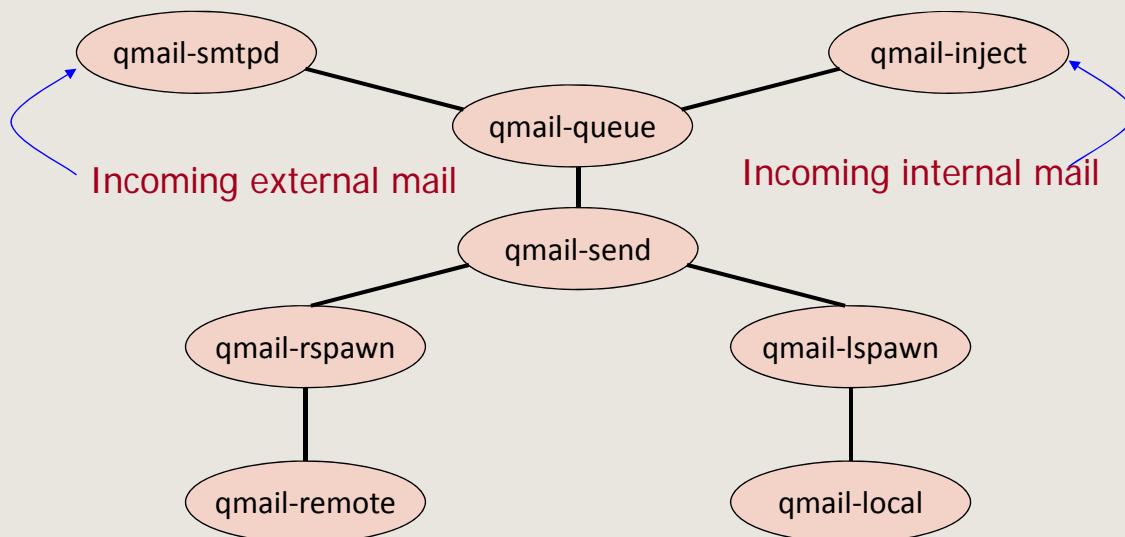 qmail-smtpd
qmail-inject
qmail-queue
Incoming external mail
Incoming internal mail
qmail-send
qmail-rspawn
qmail-lspawn
qmail-remote
qmail-local